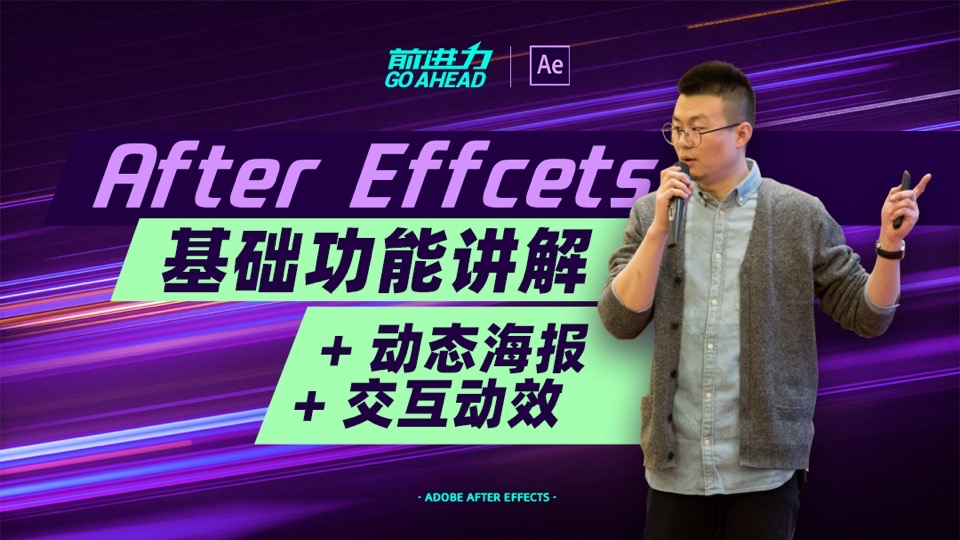 前进力
GO AHEAD
Ae
After Effcets
基础功能讲解
+ 动态海报
+ 交互动效
· ADOBE AFTER EFFECTS ·